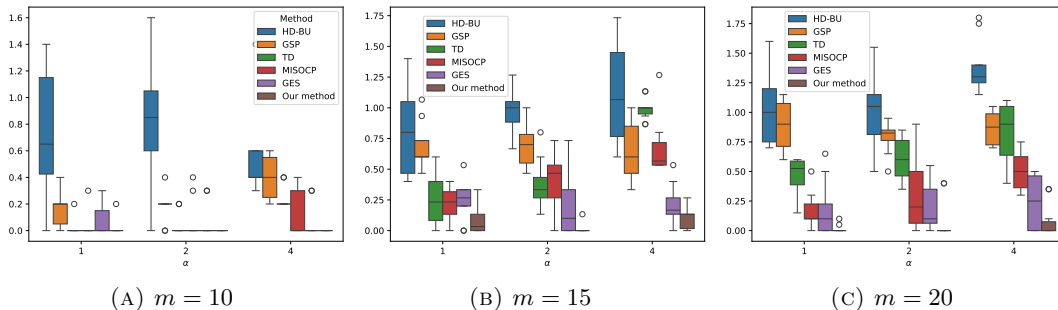 1.6
1.4
1.2
1.0
0.8
0.6
0.4
0.2
0.0
1
2
4
α
Method
HD-BU
GSP
TD
MISOCP
GES
Our method
(A) m = 10
1.75
1.50
1.25
1.00
0.75
0.50
0.25
0.00
1
2
4
α
Method
HD-BU
GSP
TD
MISOCP
GES
Our method
(B) m = 15
1.75
1.50
1.25
1.00
0.75
0.50
0.25
0.00
1
2
4
α
Method
HD-BU
GSP
TD
MISOCP
GES
Our method
(C) m = 20